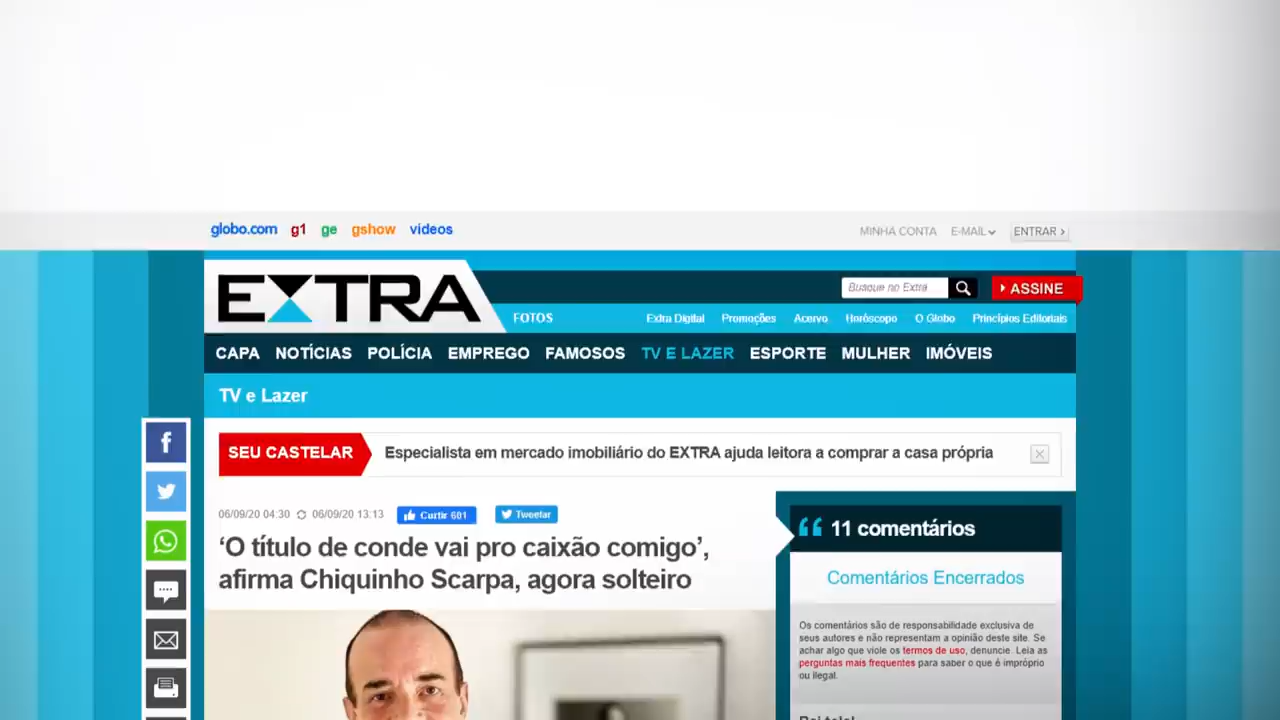 globo.com g1 ge gshow vídeos
MINHA CONTA E-MAIL ENTRAR
EXTRA
Busque no Extra
ASSINE
FOTOS
Extra Digital Promoções Acervo Horóscopo O Globo Princípios Editoriais
CAPA NOTÍCIAS POLÍCIA EMPREGO FAMOSOS TV E LAZER ESPORTE MULHER IMÓVEIS
TV e Lazer
SEU CASTELAR Especialista em mercado imobiliário do EXTRA ajuda leitora a comprar a casa própria
06/09/20 04:30 06/09/20 13:13 Curtir 601 Tweetar
‘O título de conde vai pro caixão comigo’,
afirma Chiquinho Scarpa, agora solteiro
11 comentários
Comentários Encerrados
Os comentários são de responsabilidade exclusiva de
seus autores e não representam a opinião deste site. Se
achar algo que viole os termos de uso, denuncie. Leia as
perguntas mais frequentes para saber o que é impróprio
ou ilegal.